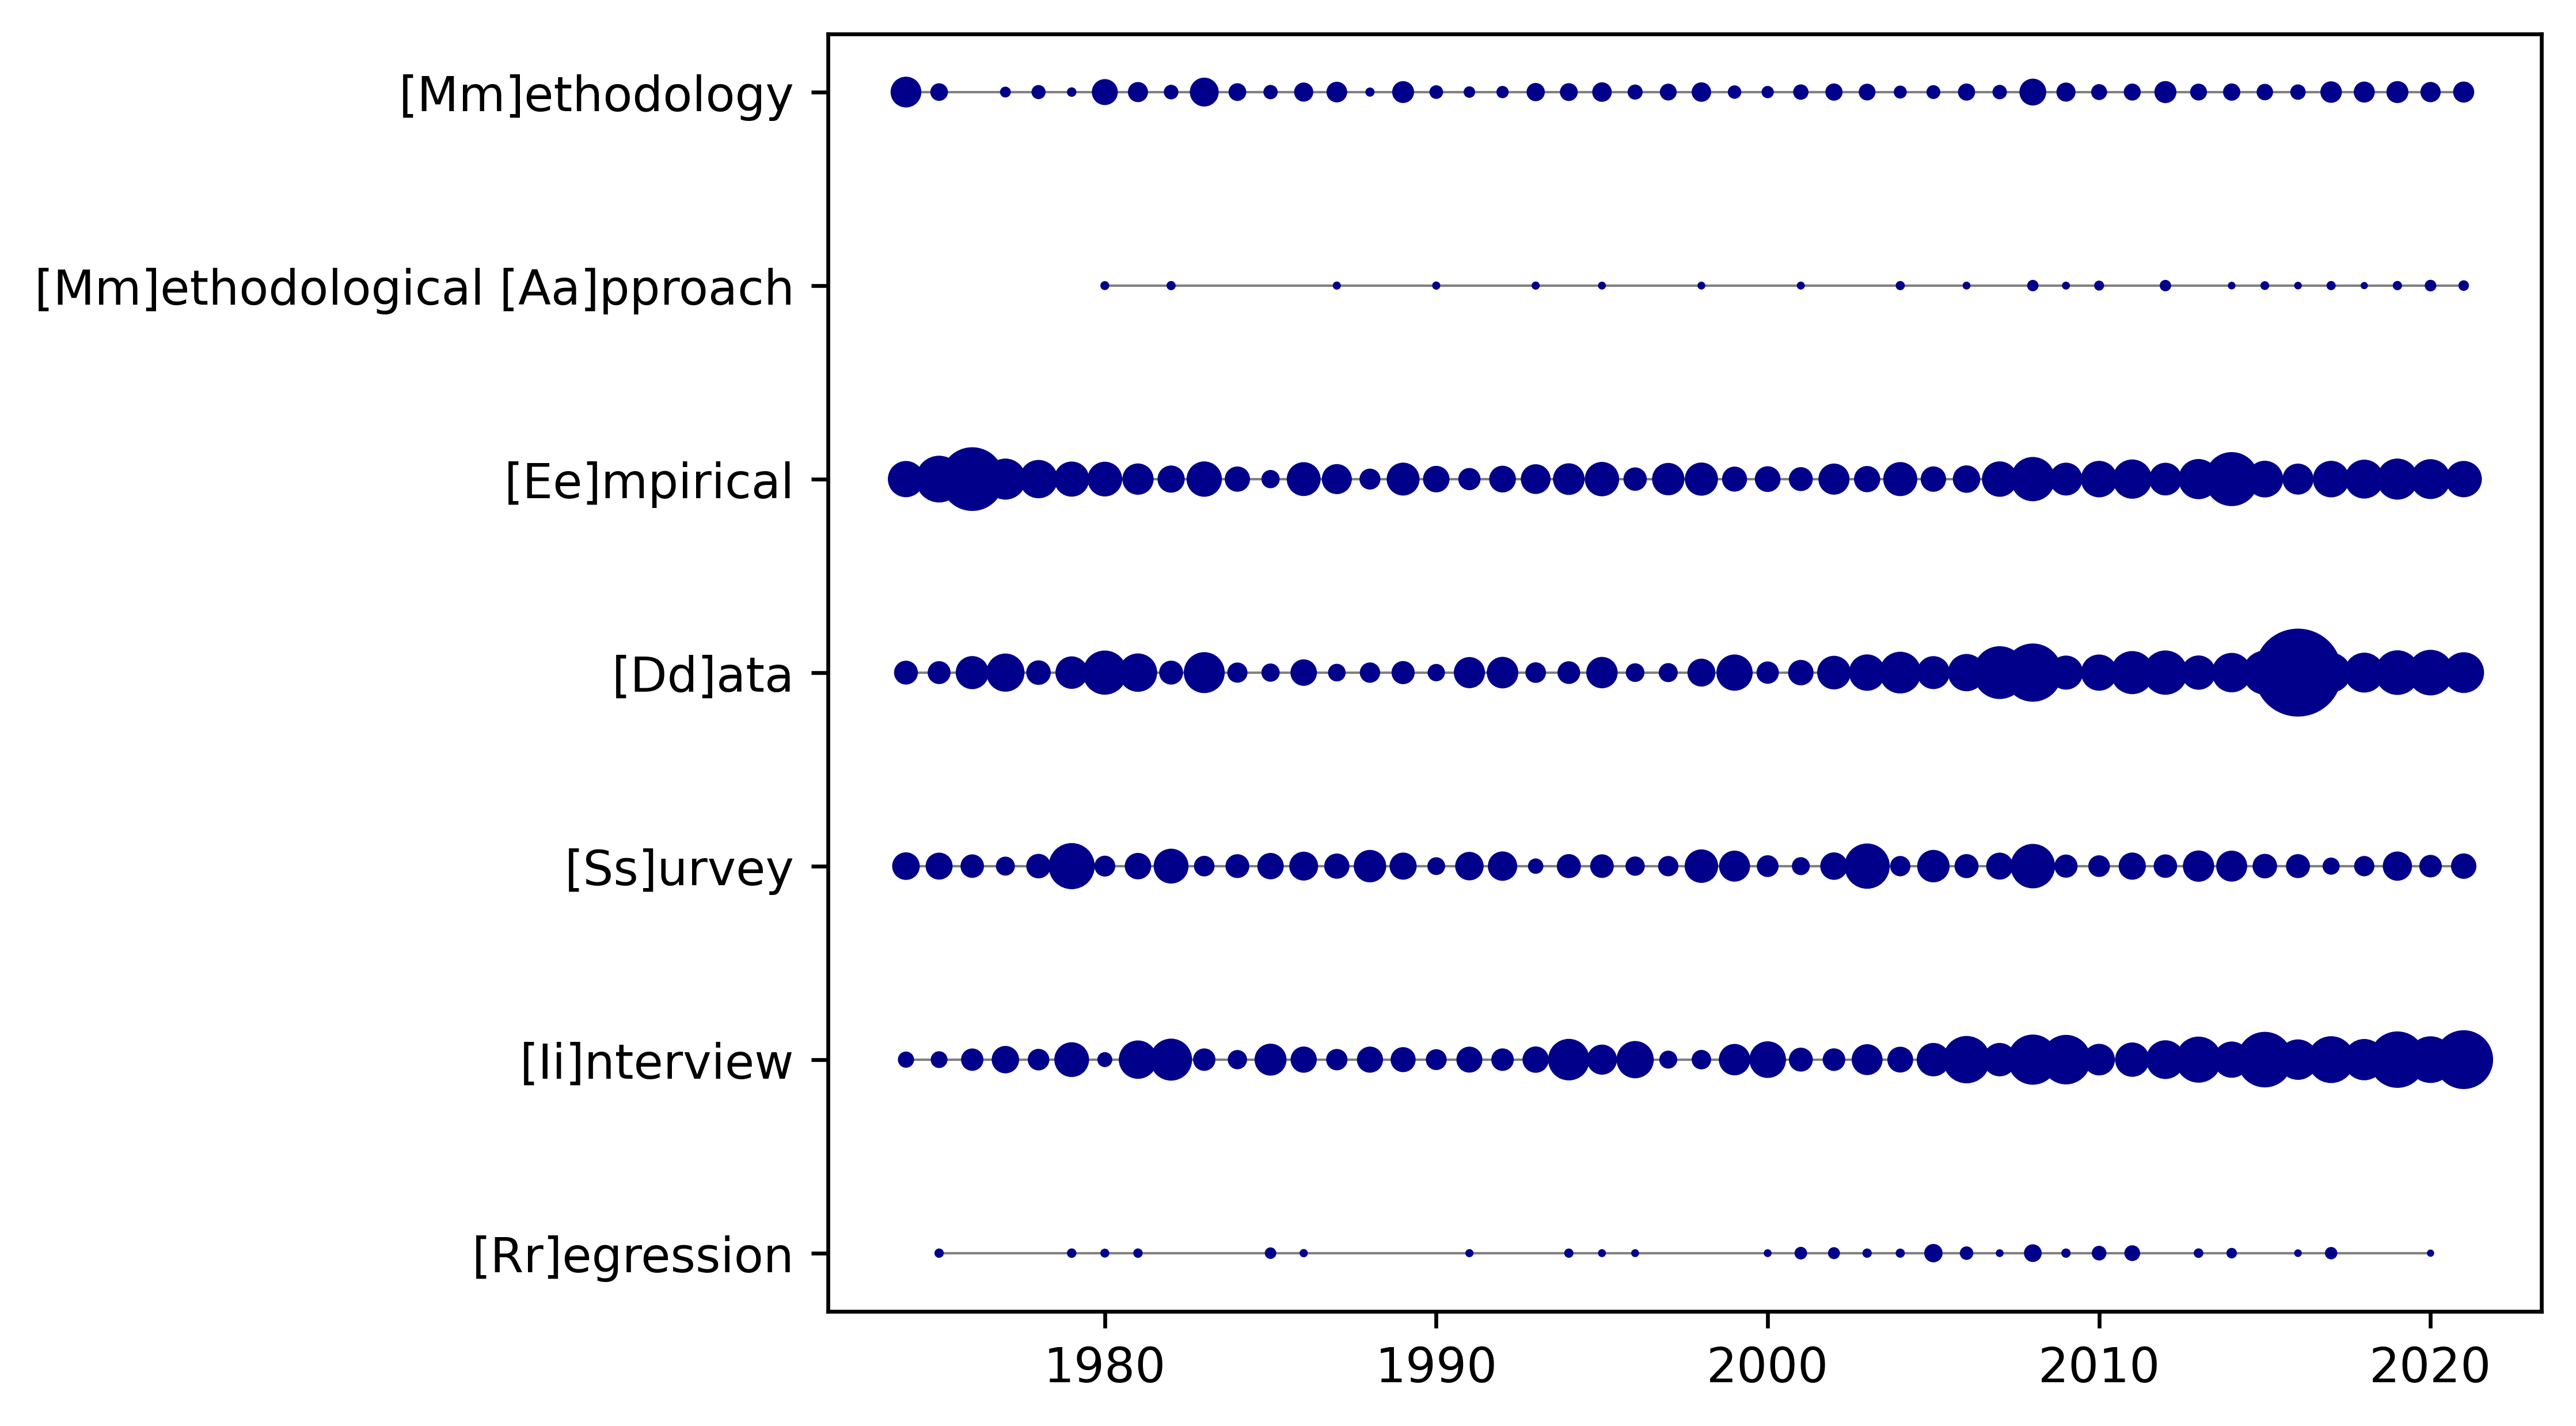 [Mm]ethodology
[Mm]ethodological [Aa]pproach
[Ee]mpirical
[Dd]ata
[Ss]urvey
[Ii]nterview
[Rr]egression
1980 1990 2000 2010 2020